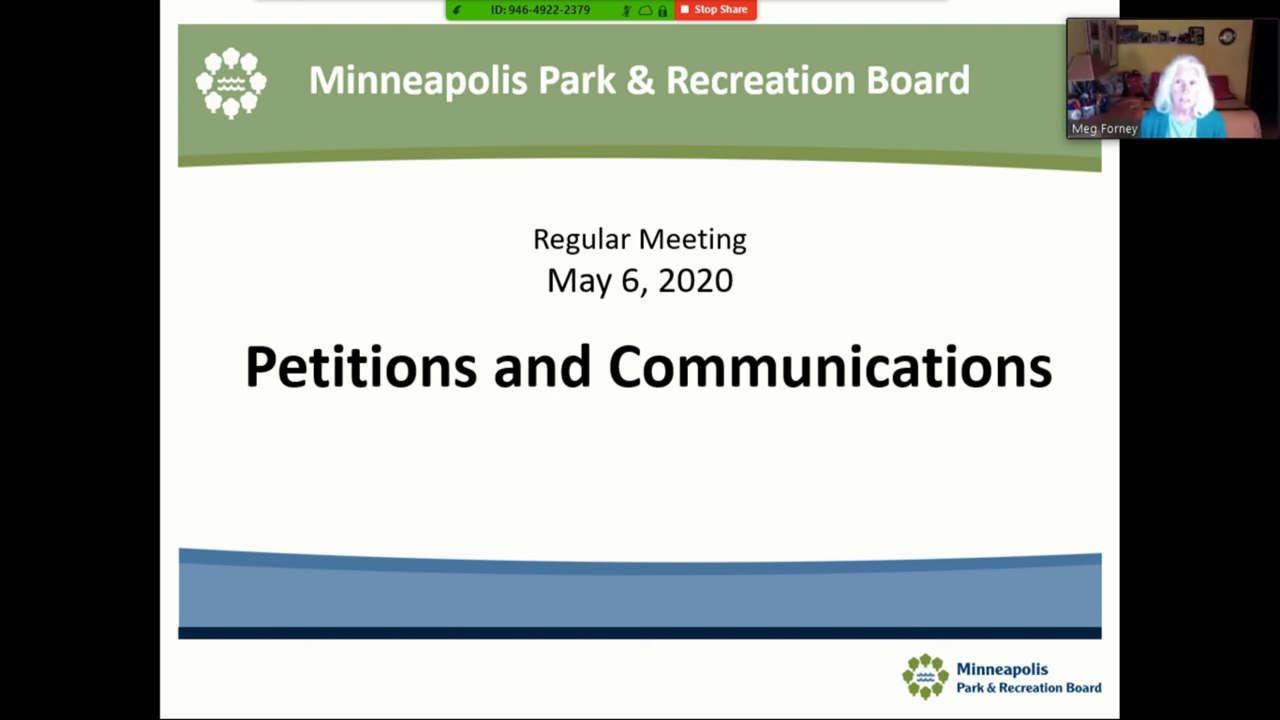 ID: 946-4922-2379
Stop Share
Minneapolis Park & Recreation Board
Meg Forney
Regular Meeting
May 6, 2020
Petitions and Communications
Minneapolis
Park & Recreation Board